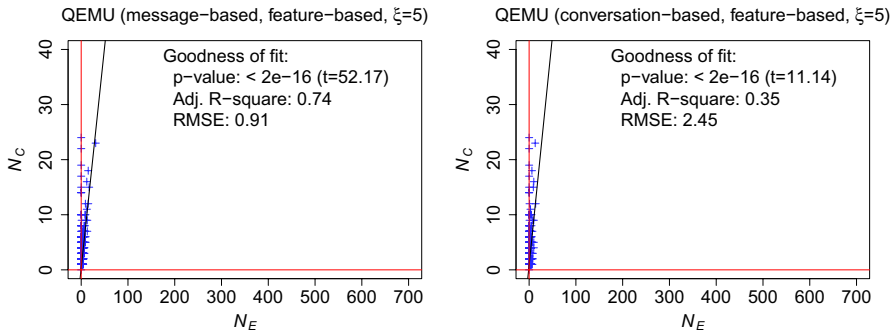 QEMU (message−based, feature−based, ξ=5)
Goodness of fit:
p−value: < 2e−16 (t=52.17)
Adj. R−square: 0.74
RMSE: 0.91
N_C
40
30
20
10
0
0 100 200 300 400 500 600 700
N_E
QEMU (conversation−based, feature−based, ξ=5)
Goodness of fit:
p−value: < 2e−16 (t=11.14)
Adj. R−square: 0.35
RMSE: 2.45
N_C
40
30
20
10
0
0 100 200 300 400 500 600 700
N_E